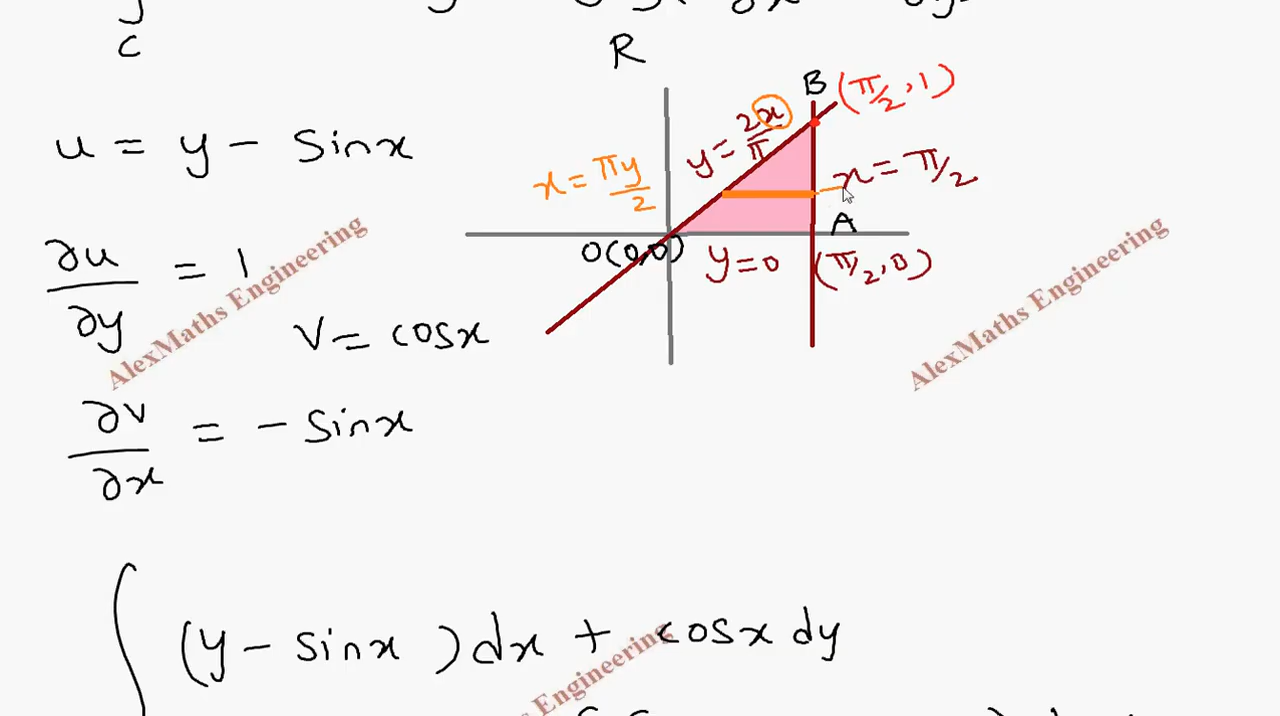 C
R
u = y - sinx
∂u/∂y = 1
v = cosx
∂v/∂x = - sinx
B (π/2, 1)
y = 2x/π
x = πy/2
x = π/2
A
O(0,0)
y = 0
(π/2, 0)
∫ (y - sinx) dx + cosx dy
AlexMaths Engineering
AlexMaths Engineering
AlexMaths Engineering